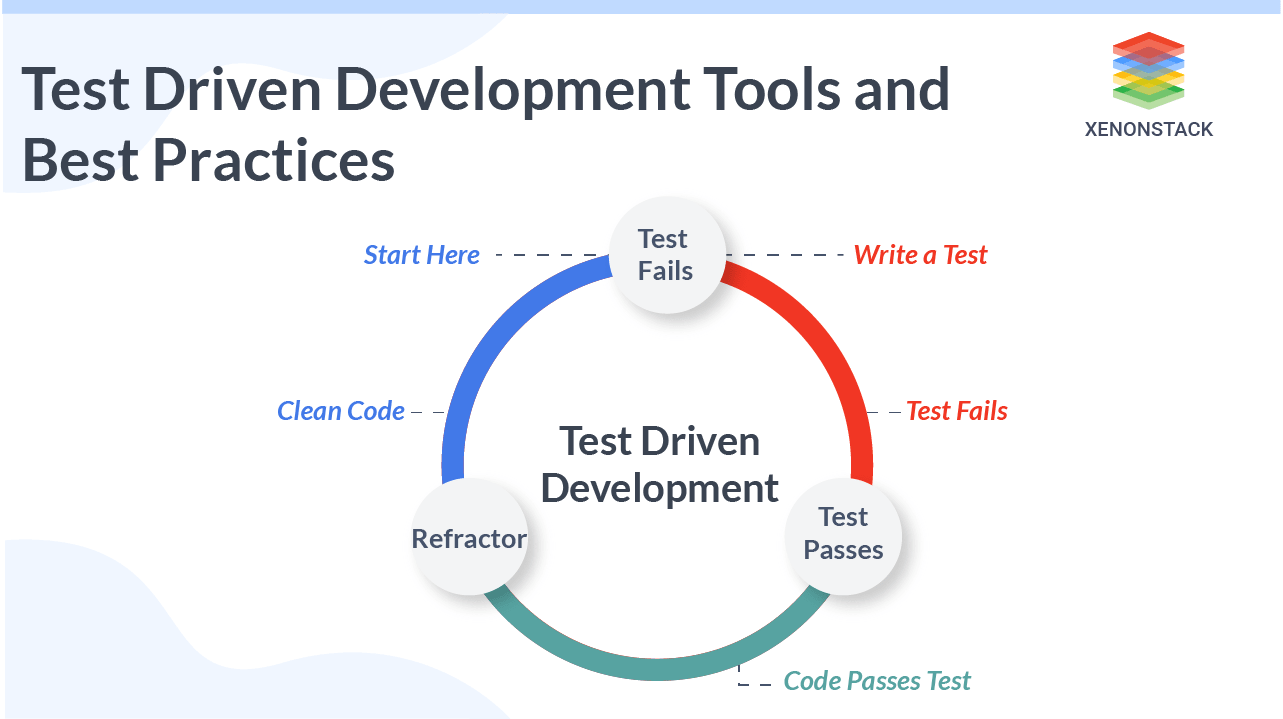 Test Driven Development Tools and
Best Practices
XENONSTACK
Start Here
Test
Fails
Write a Test
Clean Code
Test Fails
Test Driven
Development
Refractor
Test
Passes
Code Passes Test